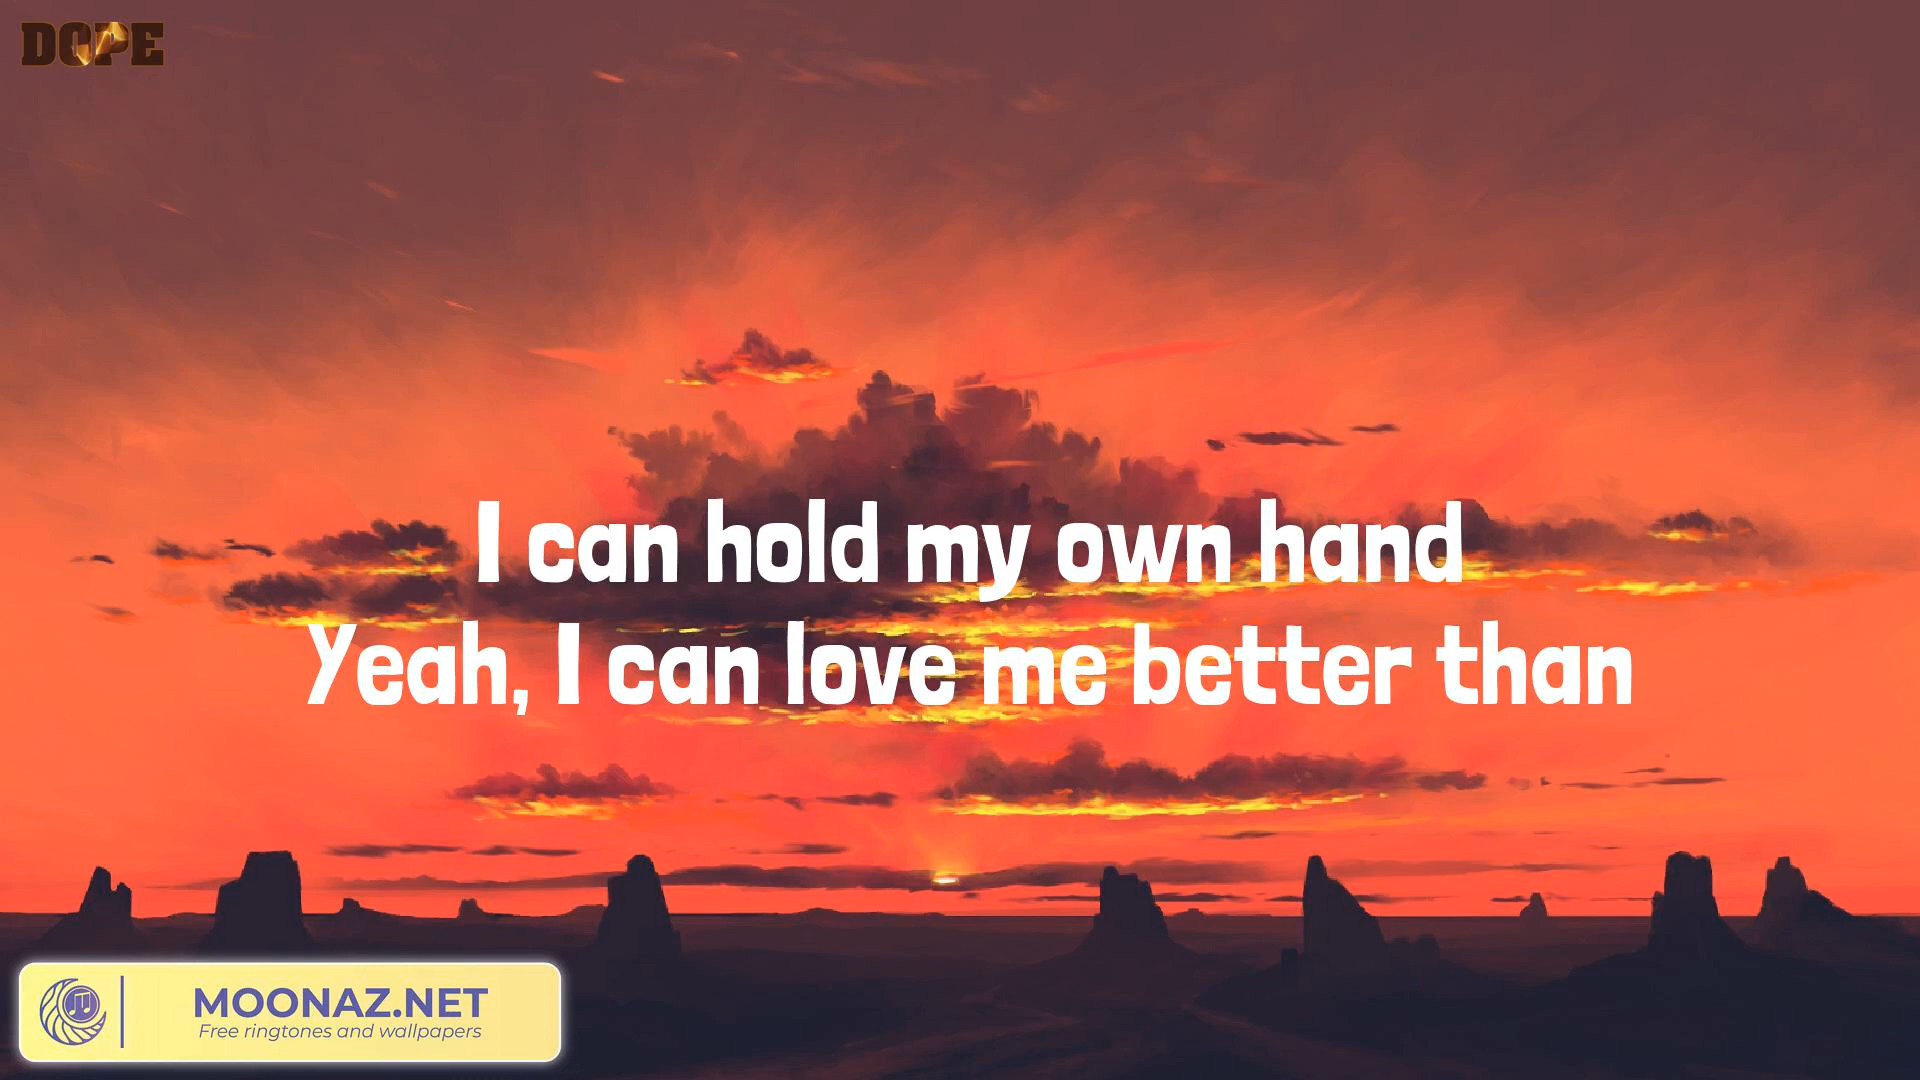 DOPE
I can hold my own hand
Yeah, I can love me better than
MOONAZ.NET
Free ringtones and wallpapers